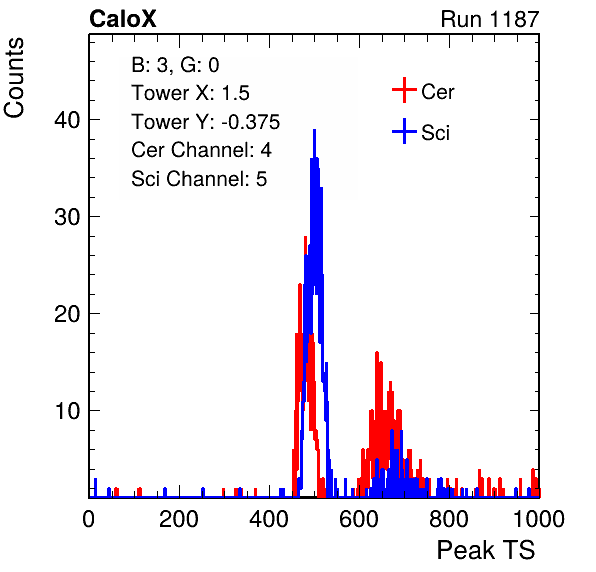 CaloX
Run 1187
Counts
B: 3, G: 0
Tower X: 1.5
Tower Y: -0.375
Cer Channel: 4
Sci Channel: 5
Cer
Sci
40
30
20
10
0 200 400 600 800 1000
Peak TS